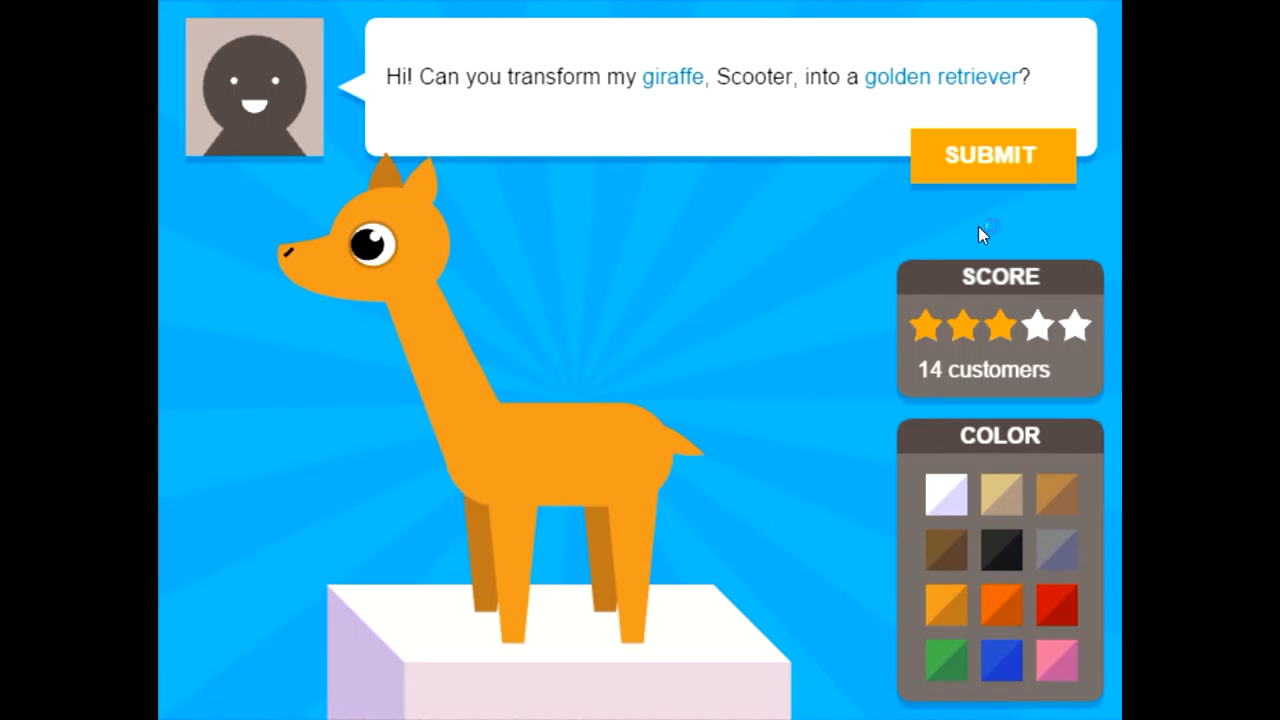 Hi! Can you transform my giraffe, Scooter, into a golden retriever?
SUBMIT
SCORE
14 customers
COLOR